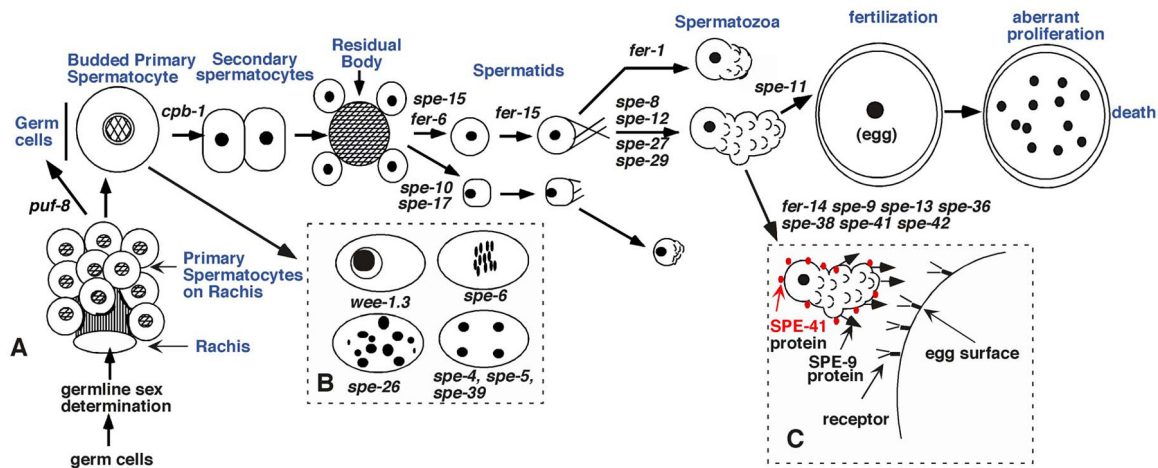 Budded Primary
Spermatocyte
Secondary
spermatocytes
Residual
Body
Spermatids
Spermatozoa
fertilization
aberrant
proliferation
death
Germ
cells
cpb-1
spe-15
fer-6
fer-15
fer-1
spe-8
spe-12
spe-27
spe-29
spe-11
(egg)
spe-10
spe-17
puf-8
Primary
Spermatocytes
on Rachis
Rachis
A
germline sex
determination
germ cells
wee-1.3
spe-6
spe-26
spe-4, spe-5,
spe-39
B
fer-14 spe-9 spe-13 spe-36
spe-38 spe-41 spe-42
SPE-41
protein
SPE-9
protein
egg surface
receptor
C